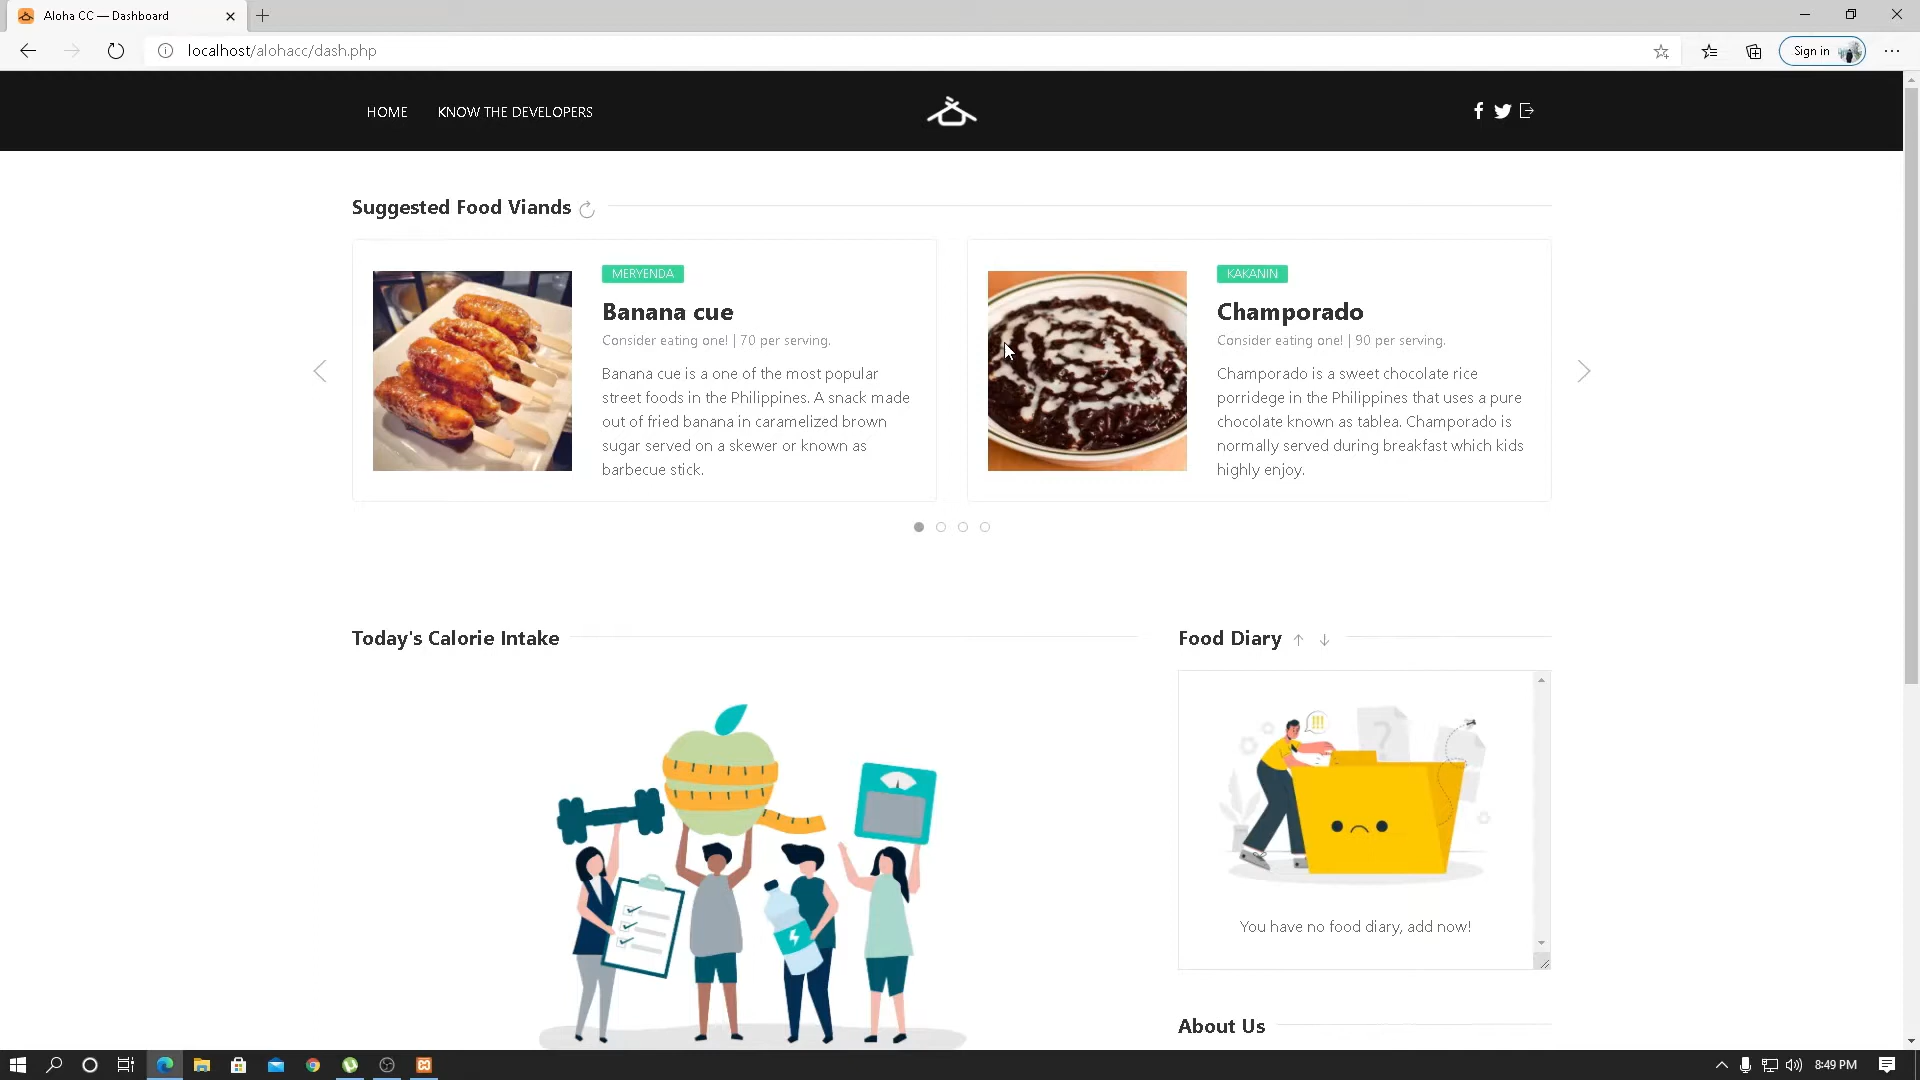 Aloha CC — Dashboard
localhost/alohacc/dash.php
Sign in
HOME
KNOW THE DEVELOPERS
Suggested Food Viands
MERYENDA
Banana cue
Consider eating one! | 70 per serving.
Banana cue is a one of the most popular
street foods in the Philippines. A snack made
out of fried banana in caramelized brown
sugar served on a skewer or known as
barbecue stick.
KAKANIN
Champorado
Consider eating one! | 90 per serving.
Champorado is a sweet chocolate rice
porridege in the Philippines that uses a pure
chocolate known as tablea. Champorado is
normally served during breakfast which kids
highly enjoy.
Today's Calorie Intake
Food Diary
You have no food diary, add now!
About Us
8:49 PM